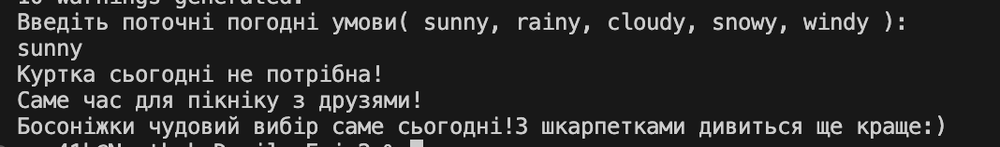 10 warnings generated.
Введіть поточні погодні умови( sunny, rainy, cloudy, snowy, windy ):
sunny
Куртка сьогодні не потрібна!
Саме час для пікніку з друзями!
Босоніжки чудовий вибір саме сьогодні!З шкарпетками дивиться ще краще:)